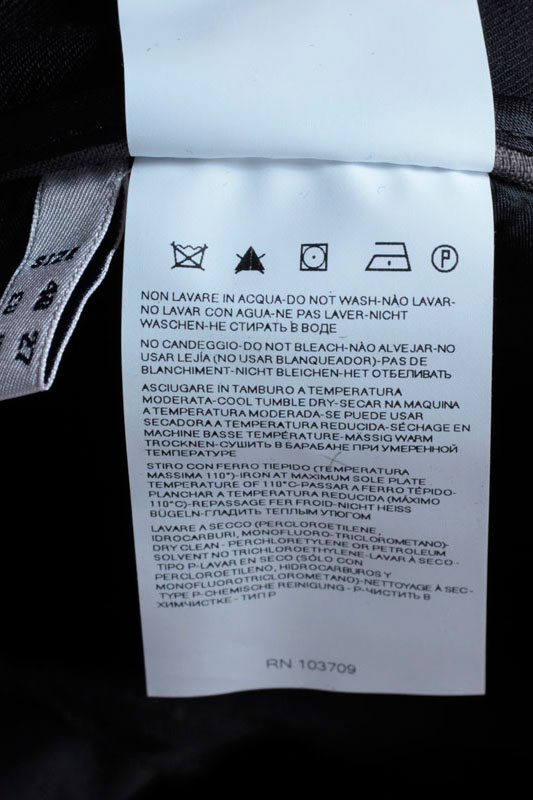 SIZE
P
NON LAVARE IN ACQUA-DO NOT WASH-NÃO LAVAR-
NO LAVAR CON AGUA-NE PAS LAVER-NICHT
WASCHEN-НЕ СТИРАТЬ В ВОДЕ
NO CANDEGGIO-DO NOT BLEACH-NÃO ALVEJAR-NO
USAR LEJÍA (NO USAR BLANQUEADOR)-PAS DE
BLANCHIMENT-NICHT BLEICHEN-НЕТ ОТБЕЛИВАТЬ
ASCIUGARE IN TAMBURO A TEMPERATURA
MODERATA-COOL TUMBLE DRY-SECAR NA MAQUINA
A TEMPERATURA MODERADA-SE PUEDE USAR
SECADORA A TEMPERATURA REDUCIDA-SÉCHAGE EN
MACHINE BASSE TEMPÉRATURE-MÄSSIG WARM
TROCKNEN-СУШИТЬ В БАРАБАНЕ ПРИ УМЕРЕННОЙ
ТЕМПЕРАТУРЕ
STIRO CON FERRO TIEPIDO (TEMPERATURA
MASSIMA 110°)-IRON AT MAXIMUM SOLE PLATE
TEMPERATURE OF 110°C-PASSAR A FERRO TÉPIDO-
PLANCHAR A TEMPERATURA REDUCIDA (MÁXIMO
110°C)-REPASSAGE FER FROID-NICHT HEISS
BÜGELN-ГЛАДИТЬ ТЕПЛЫМ УТЮГОМ
LAVARE A SECCO (PERCLOROETILENE,
IDROCARBURI, MONOFLUORO-TRICLOROMETANO)-
DRY CLEAN - PERCHLORETYLENE OR PETROLEUM
SOLVENT NO TRICHLOROETHYLENE-LAVAR À SECO -
TIPO P-LAVAR EN SECO (SÓLO CON
PERCLOROETILENO, HIDROCARBUROS Y
MONOFLUOROTRICLOROMETANO)-NETTOYAGE À SEC-
TYPE P-CHEMISCHE REINIGUNG - P-ЧИСТИТЬ В
ХИМЧИСТКЕ - ТИП P
RN 103709